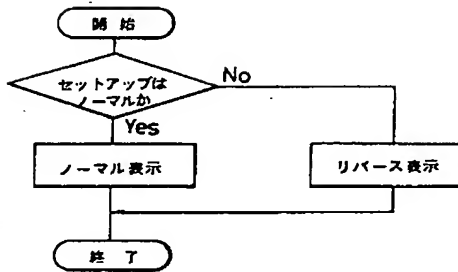 開始
セットアップは
ノーマルか
No
Yes
ノーマル表示
リバース表示
終了